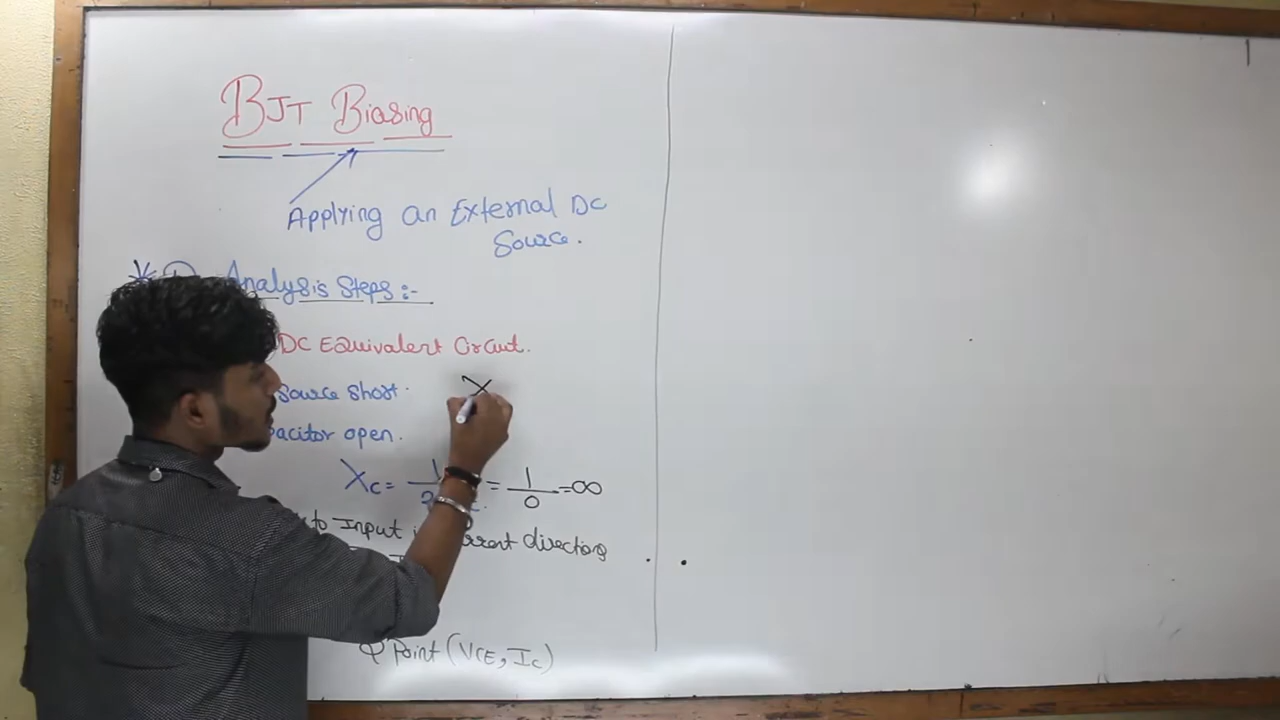 BJT Biasing
Applying an External DC
Source.
* Analysis Steps :-
DC Equivalent Circuit.
Source Short.
pacitor open.
X
Xc = 1 = 1/0 = ∞
to Input direction
Q Point (VCE, Ic)